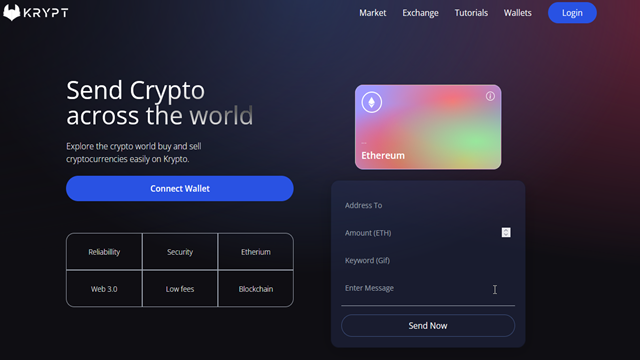 KRYPT
Market
Exchange
Tutorials
Wallets
Login
Send Crypto
across the world
Explore the crypto world buy and sell
cryptocurrencies easily on Krypto.
Connect Wallet
Reliabillity
Security
Etherium
Web 3.0
Low fees
Blockchain
Ethereum
Address To
Amount (ETH)
Keyword (Gif)
Enter Message
Send Now